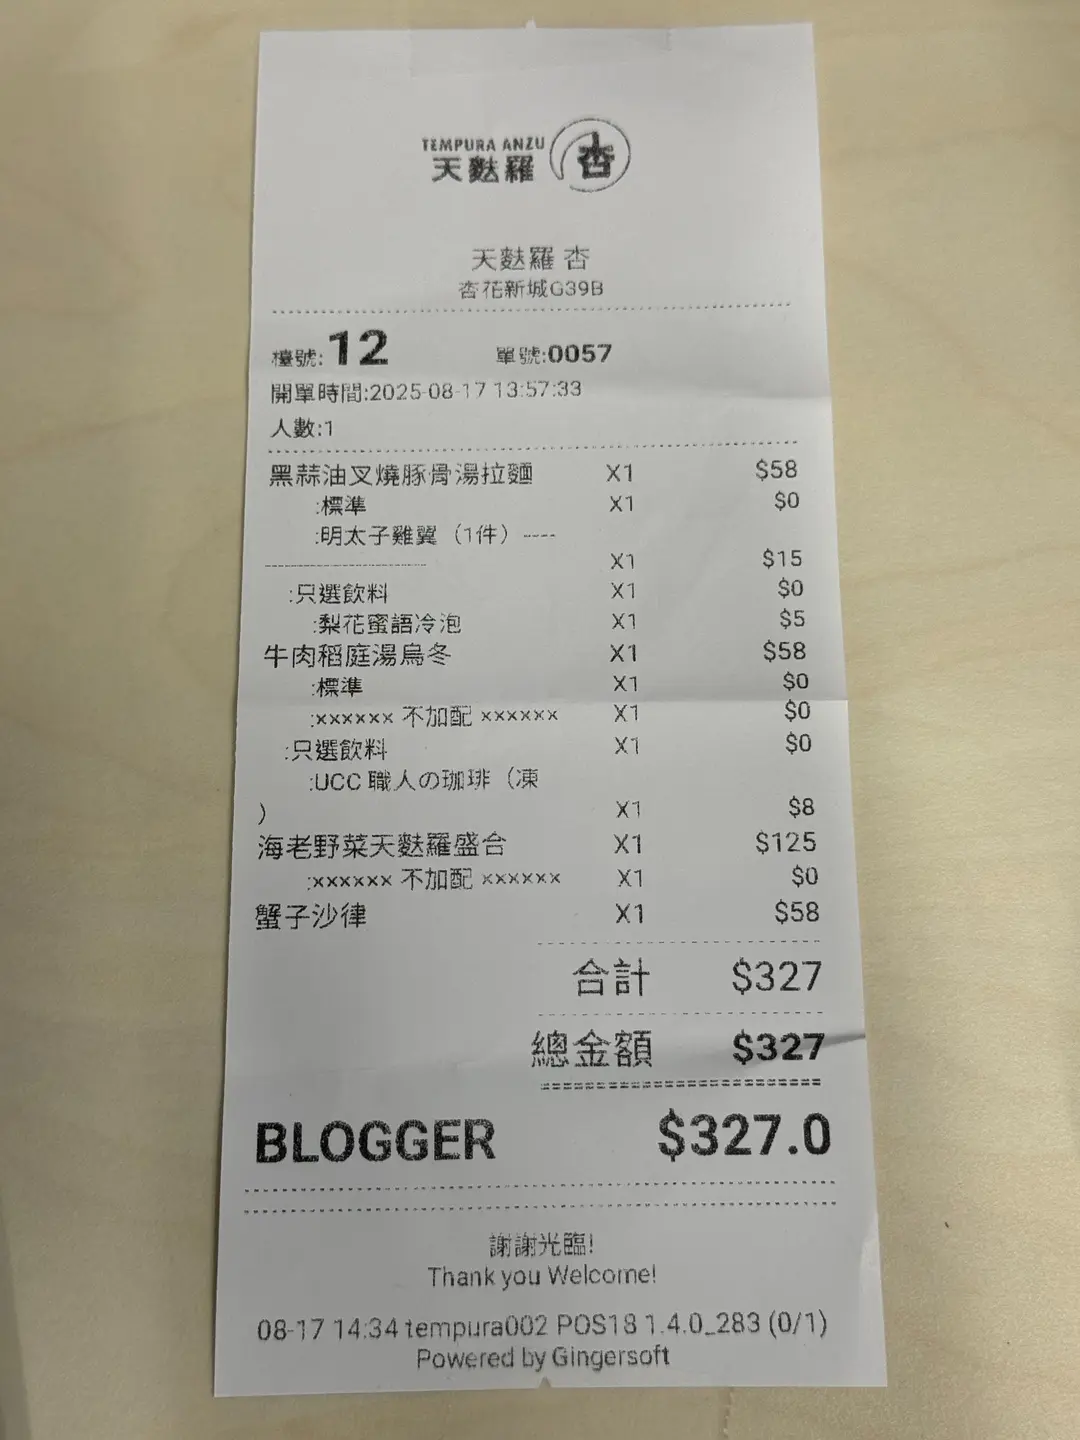 TEMPURA ANZU
天麩羅 杏
天麩羅 杏
杏花新城G39B
檯號: 12 單號:0057
開單時間:2025-08-17 13:57:33
人數:1
黑蒜油叉燒豚骨湯拉麵 X1 $58
:標準 X1 $0
:明太子雞翼（1件）----
-------------------- X1 $15
:只選飲料 X1 $0
:梨花蜜語冷泡 X1 $5
牛肉稻庭湯烏冬 X1 $58
:標準 X1 $0
:×××××× 不加配 ×××××× X1 $0
:只選飲料 X1 $0
:UCC 職人の珈琲（凍
） X1 $8
海老野菜天麩羅盛合 X1 $125
:×××××× 不加配 ×××××× X1 $0
蟹子沙律 X1 $58
合計 $327
總金額 $327
BLOGGER $327.0
謝謝光臨!
Thank you Welcome!
08-17 14:34 tempura002 POS18 1.4.0_283 (0/1)
Powered by Gingersoft